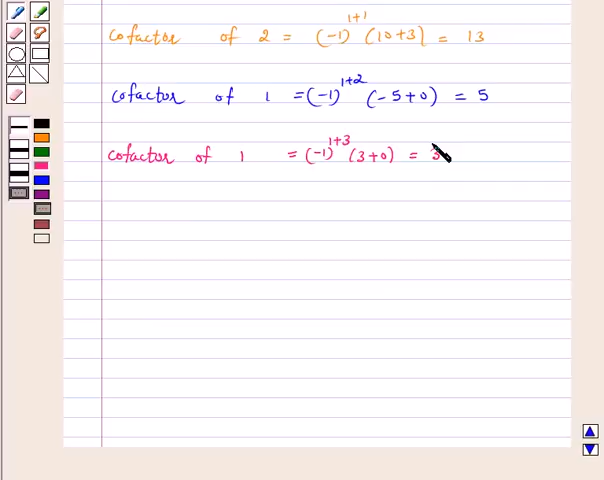 cofactor of 2 = (-1)^{1+1} (10+3) = 13
cofactor of 1 = (-1)^{1+2} (-5+0) = 5
cofactor of 1 = (-1)^{1+3} (3+0) = 3